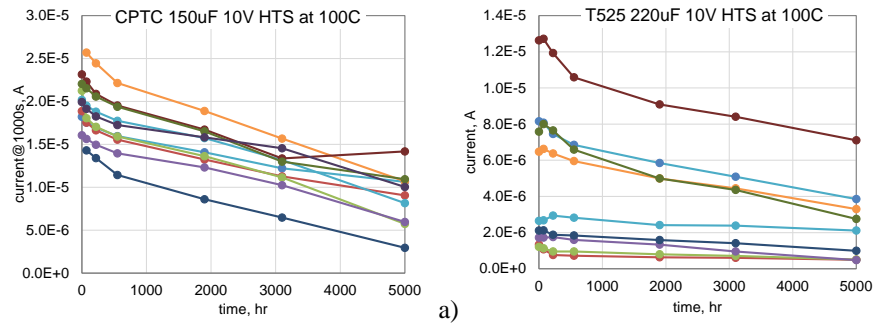 CPTC 150uF 10V HTS at 100C
3.0E-5
2.5E-5
2.0E-5
1.5E-5
1.0E-5
5.0E-6
0.0E+0
current@1000s, A
0 1000 2000 3000 4000 5000
time, hr
a)
T525 220uF 10V HTS at 100C
1.4E-5
1.2E-5
1.0E-5
8.0E-6
6.0E-6
4.0E-6
2.0E-6
0.0E+0
current, A
0 1000 2000 3000 4000 5000
time, hr